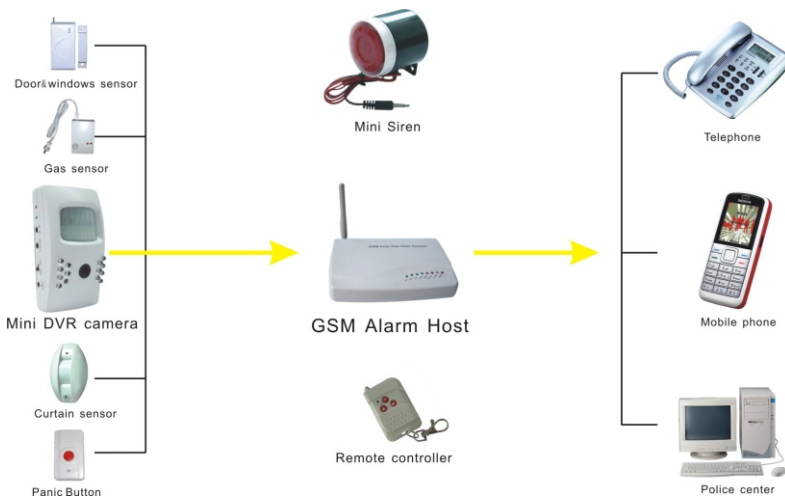 Door&windows sensor
Gas sensor
Mini DVR camera
Curtain sensor
Panic Button
Mini Siren
GSM Alarm Host
Remote controller
Telephone
NOKIA
Mobile phone
Police center